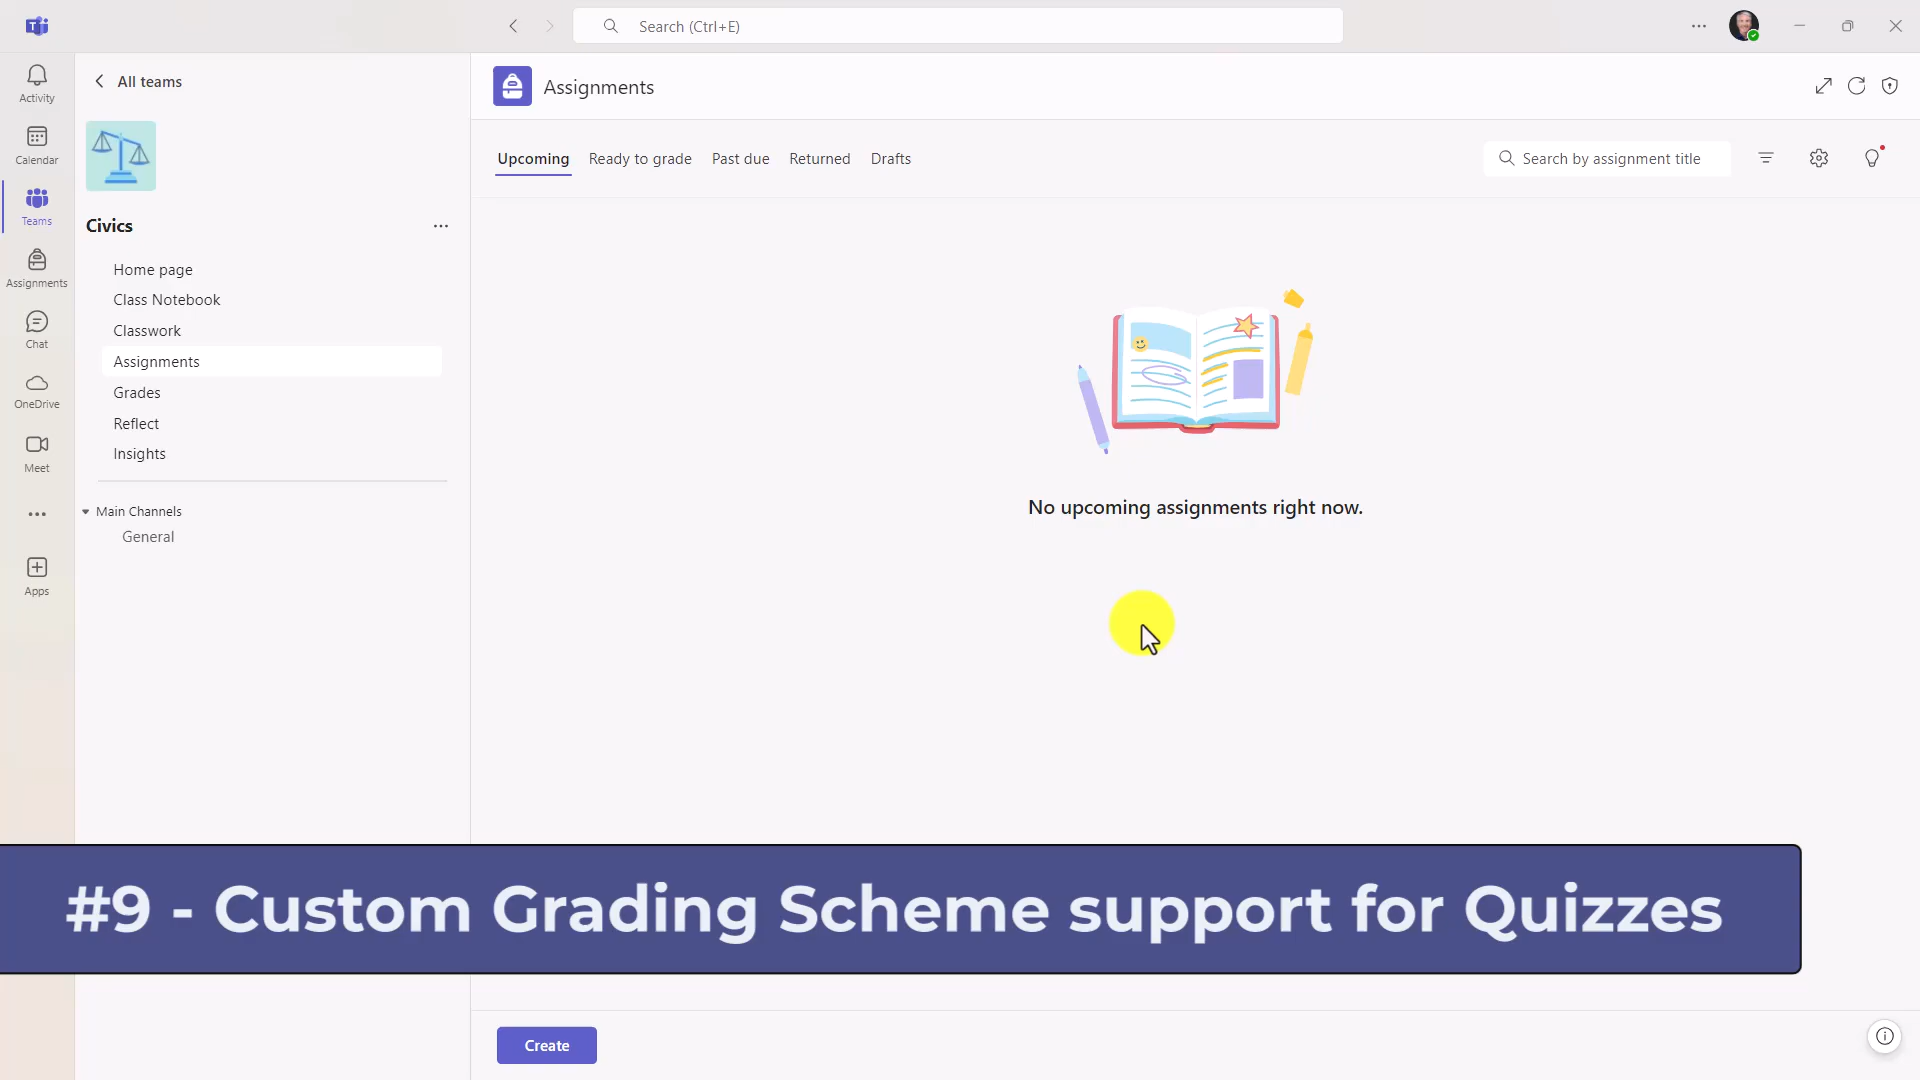 Search (Ctrl+E)
Activity
Calendar
Teams
Assignments
Chat
OneDrive
Meet
Apps
All teams
Civics
Home page
Class Notebook
Classwork
Assignments
Grades
Reflect
Insights
Main Channels
General
Assignments
Upcoming
Ready to grade
Past due
Returned
Drafts
Search by assignment title
No upcoming assignments right now.
#9 - Custom Grading Scheme support for Quizzes
Create